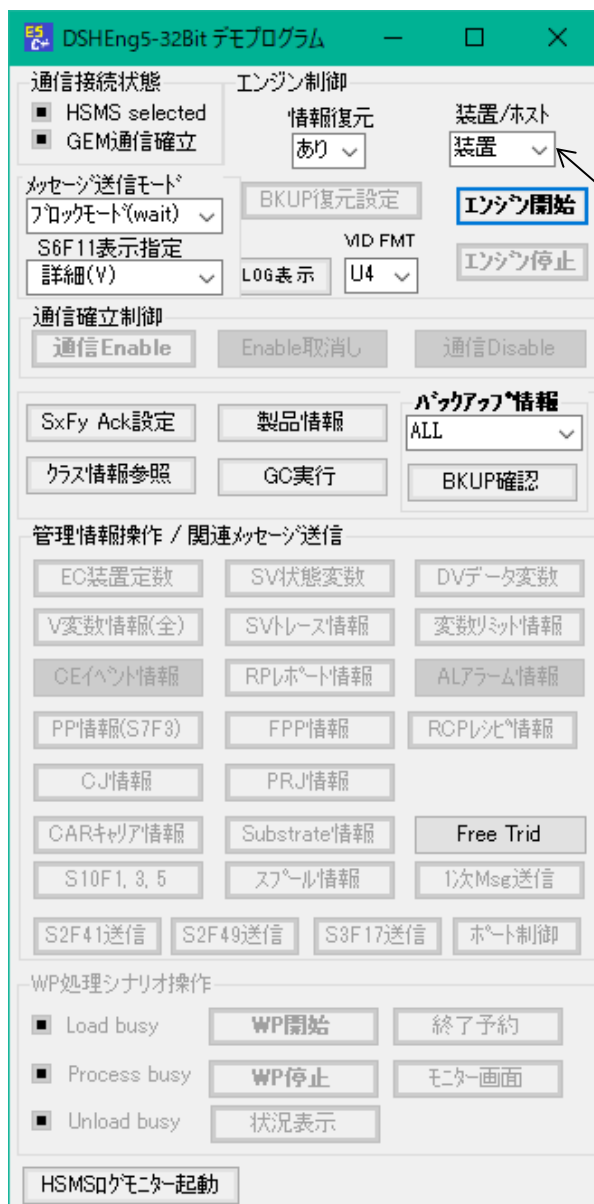 DSHEng5-32Bit デモプログラム
通信接続状態
HSMS selected
GEM通信確立
エンジン制御
情報復元
あり
装置/ホスト
装置
メッセージ送信モード
ブロックモード(wait)
S6F11表示指定
詳細(V)
BKUP復元設定
エンジン開始
VID FMT
LOG表示
U4
エンジン停止
通信確立制御
通信Enable
Enable取消し
通信Disable
SxFy Ack設定
製品情報
バックアップ情報
ALL
クラス情報参照
GC実行
BKUP確認
管理情報操作 / 関連メッセージ送信
EC装置定数
SV状態変数
DVデータ変数
V変数情報(全)
SVトレース情報
変数リミット情報
CEイベント情報
RPレポート情報
ALアラーム情報
PP情報(S7F3)
FPP情報
RCPレシピ情報
CJ情報
PRJ情報
CARキャリア情報
Substrate情報
Free Trid
S10F1, 3, 5
スプール情報
1次Msg送信
S2F41送信
S2F49送信
S3F17送信
ポート制御
WP処理シナリオ操作
Load busy
WP開始
終了予約
Process busy
WP停止
モニター画面
Unload busy
状況表示
HSMSログモニター起動